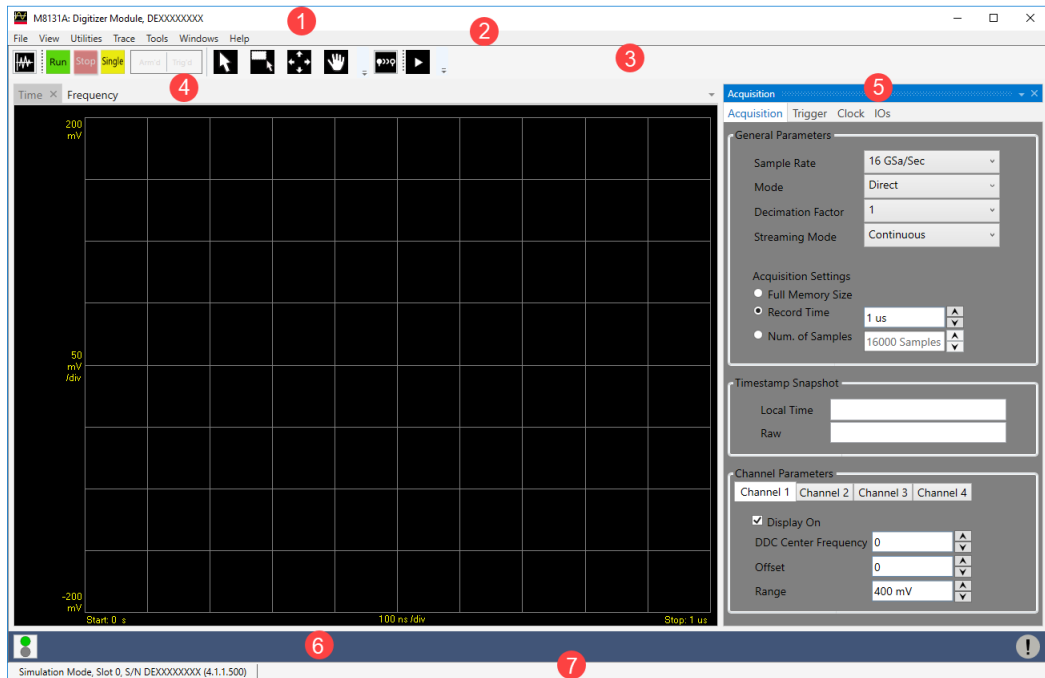 M8131A: Digitizer Module, DEXXXXXXXX
1
File View Utilities Trace Tools Windows Help
2
Run Stop Single Arm'd Trig'd
3
4
Time Frequency
200
mV
50
mV
/div
-200
mV
Start: 0 s 100 ns /div Stop: 1 us
Acquisition
5
Acquisition Trigger Clock IOs
General Parameters
Sample Rate 16 GSa/Sec
Mode Direct
Decimation Factor 1
Streaming Mode Continuous
Acquisition Settings
Full Memory Size
Record Time 1 us
Num. of Samples 16000 Samples
Timestamp Snapshot
Local Time
Raw
Channel Parameters
Channel 1 Channel 2 Channel 3 Channel 4
Display On
DDC Center Frequency 0
Offset 0
Range 400 mV
6
!
7
Simulation Mode, Slot 0, S/N DEXXXXXXXX (4.1.1.500)